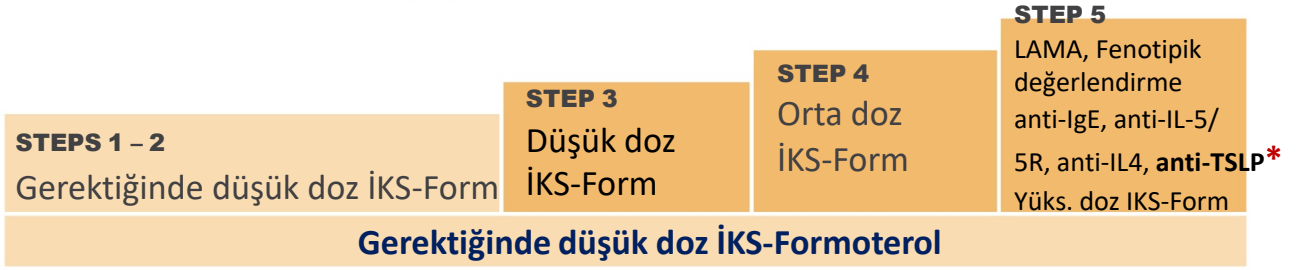 STEPS 1 – 2
Gerektiğinde düşük doz İKS-Form
STEP 3
Düşük doz
İKS-Form
STEP 4
Orta doz
İKS-Form
STEP 5
LAMA, Fenotipik
değerlendirme
anti-IgE, anti-IL-5/
5R, anti-IL4, anti-TSLP*
Yüks. doz IKS-Form
Gerektiğinde düşük doz İKS-Formoterol